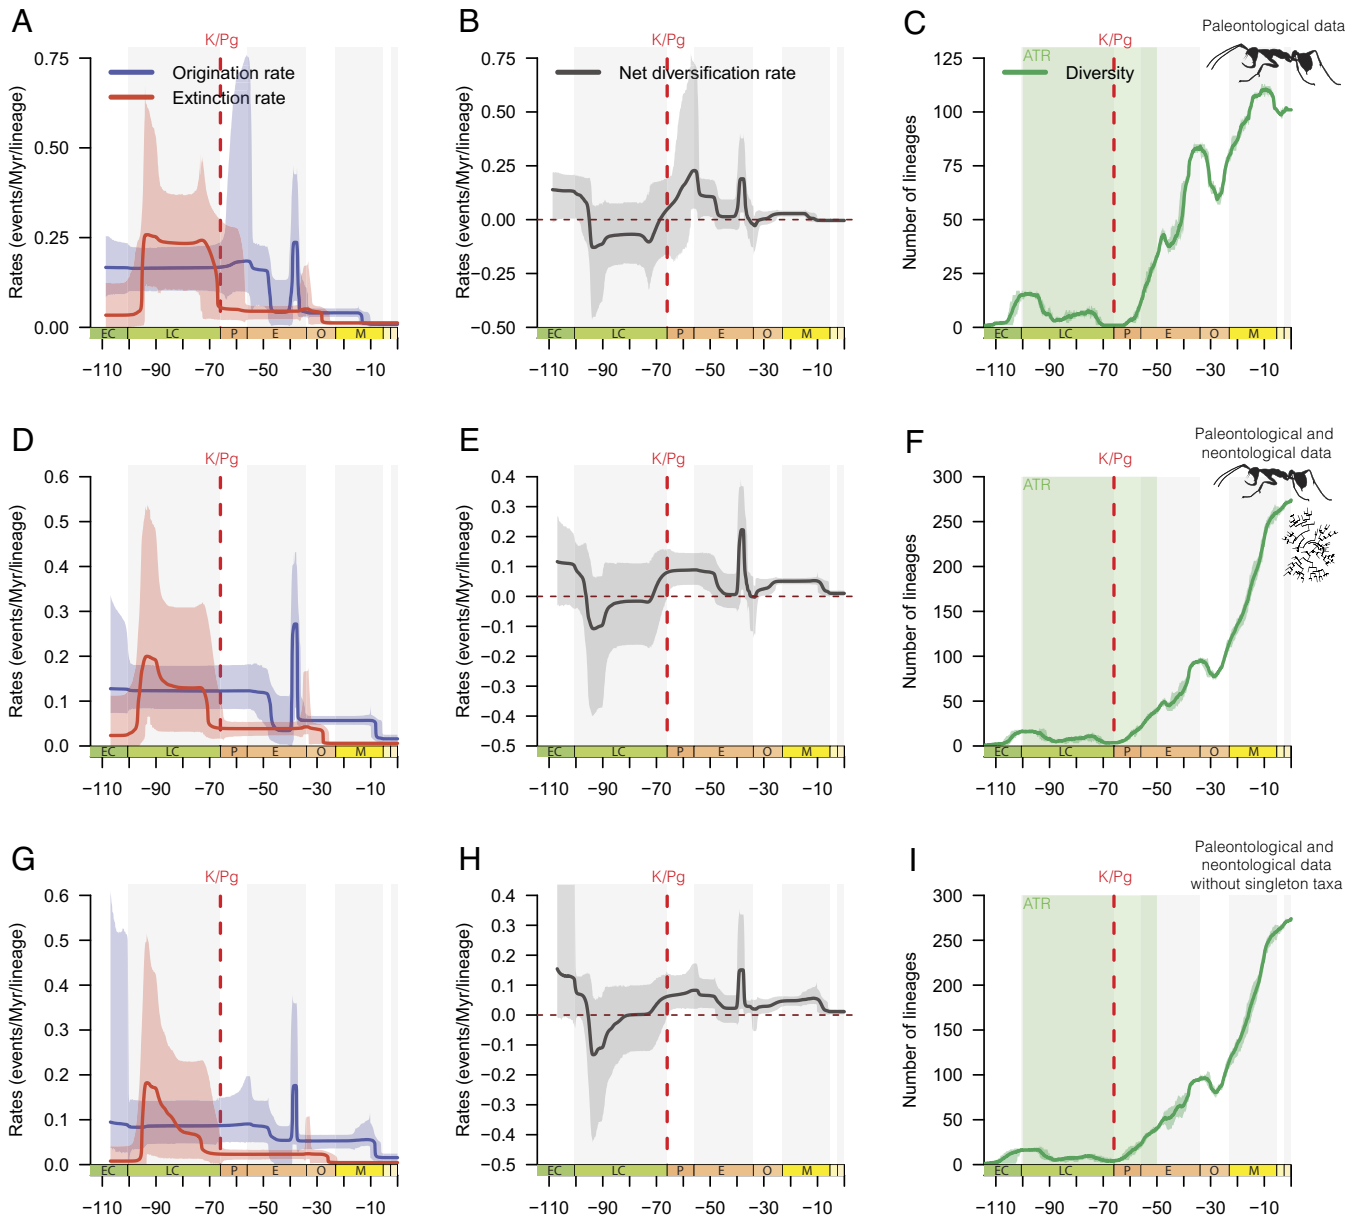 A
K/Pg
Origination rate
Extinction rate
Rates (events/Myr/lineage)
0.75
0.50
0.25
0.00
EC LC P E O M
−110 −90 −70 −50 −30 −10
B
K/Pg
Net diversification rate
Rates (events/Myr/lineage)
0.75
0.50
0.25
0.00
−0.25
−0.50
EC LC P E O M
−110 −90 −70 −50 −30 −10
C
Paleontological data
K/Pg
ATR
Diversity
Number of lineages
125
100
75
50
25
0
EC LC P E O M
−110 −90 −70 −50 −30 −10
D
K/Pg
Rates (events/Myr/lineage)
0.6
0.5
0.4
0.3
0.2
0.1
0.0
EC LC P E O M
−110 −90 −70 −50 −30 −10
E
K/Pg
Rates (events/Myr/lineage)
0.4
0.3
0.2
0.1
0.0
−0.1
−0.2
−0.3
−0.4
−0.5
EC LC P E O M
−110 −90 −70 −50 −30 −10
F
Paleontological and
neontological data
K/Pg
ATR
Number of lineages
300
250
200
150
100
50
0
EC LC P E O M
−110 −90 −70 −50 −30 −10
G
K/Pg
Rates (events/Myr/lineage)
0.6
0.5
0.4
0.3
0.2
0.1
0.0
EC LC P E O M
−110 −90 −70 −50 −30 −10
H
K/Pg
Rates (events/Myr/lineage)
0.4
0.3
0.2
0.1
0.0
−0.1
−0.2
−0.3
−0.4
−0.5
EC LC P E O M
−110 −90 −70 −50 −30 −10
I
Paleontological and
neontological data
without singleton taxa
K/Pg
ATR
Number of lineages
300
250
200
150
100
50
0
EC LC P E O M
−110 −90 −70 −50 −30 −10